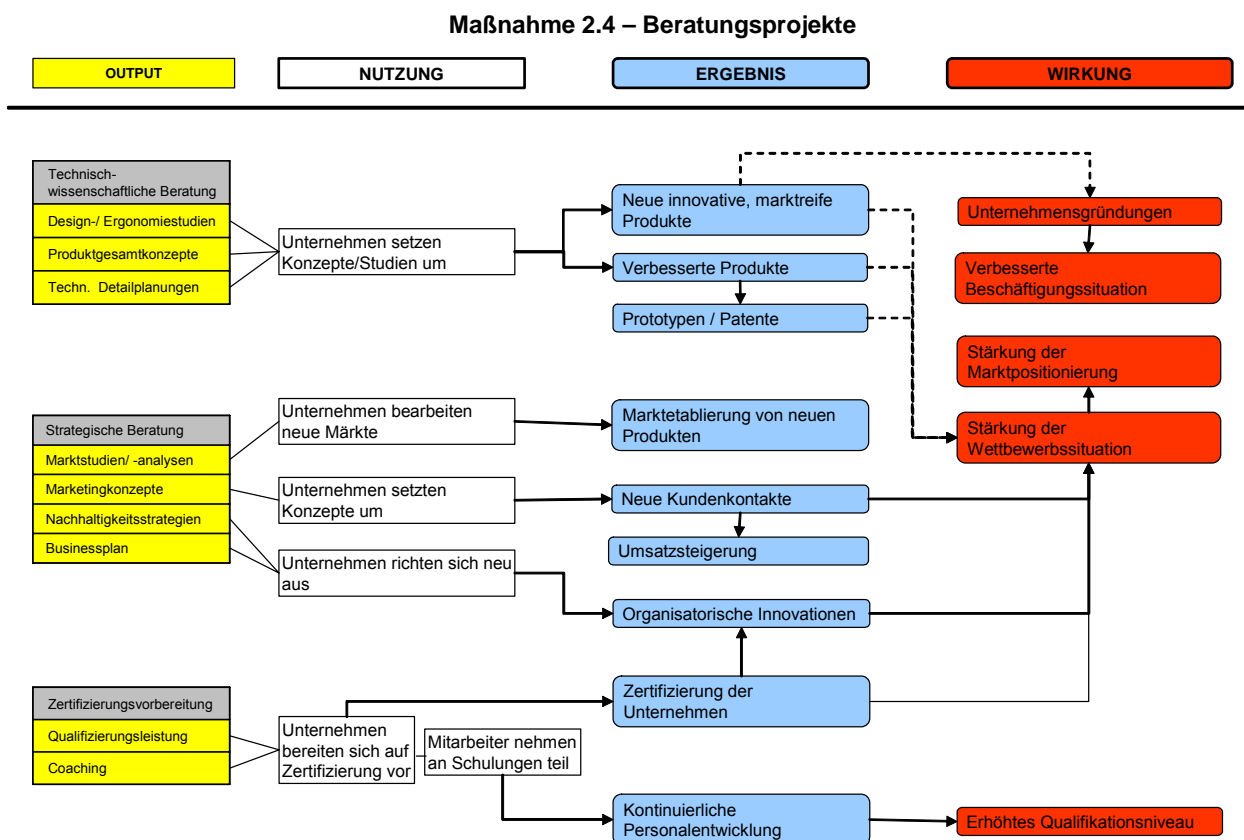 Maßnahme 2.4 – Beratungsprojekte
OUTPUT
NUTZUNG
ERGEBNIS
WIRKUNG
Technisch-
wissenschaftliche Beratung
Design-/ Ergonomiestudien
Produktgesamtkonzepte
Techn. Detailplanungen
Unternehmen setzen
Konzepte/Studien um
Neue innovative, marktreife
Produkte
Verbesserte Produkte
Prototypen / Patente
Unternehmensgründungen
Verbesserte
Beschäftigungssituation
Stärkung der
Marktpositionierung
Strategische Beratung
Marktstudien/ -analysen
Marketingkonzepte
Nachhaltigkeitsstrategien
Businessplan
Unternehmen bearbeiten
neue Märkte
Unternehmen setzten
Konzepte um
Unternehmen richten sich neu
aus
Marktetablierung von neuen
Produkten
Neue Kundenkontakte
Umsatzsteigerung
Organisatorische Innovationen
Stärkung der
Wettbewerbssituation
Zertifizierungsvorbereitung
Qualifizierungsleistung
Coaching
Unternehmen
bereiten sich auf
Zertifizierung vor
Mitarbeiter nehmen
an Schulungen teil
Zertifizierung der
Unternehmen
Kontinuierliche
Personalentwicklung
Erhöhtes Qualifikationsniveau